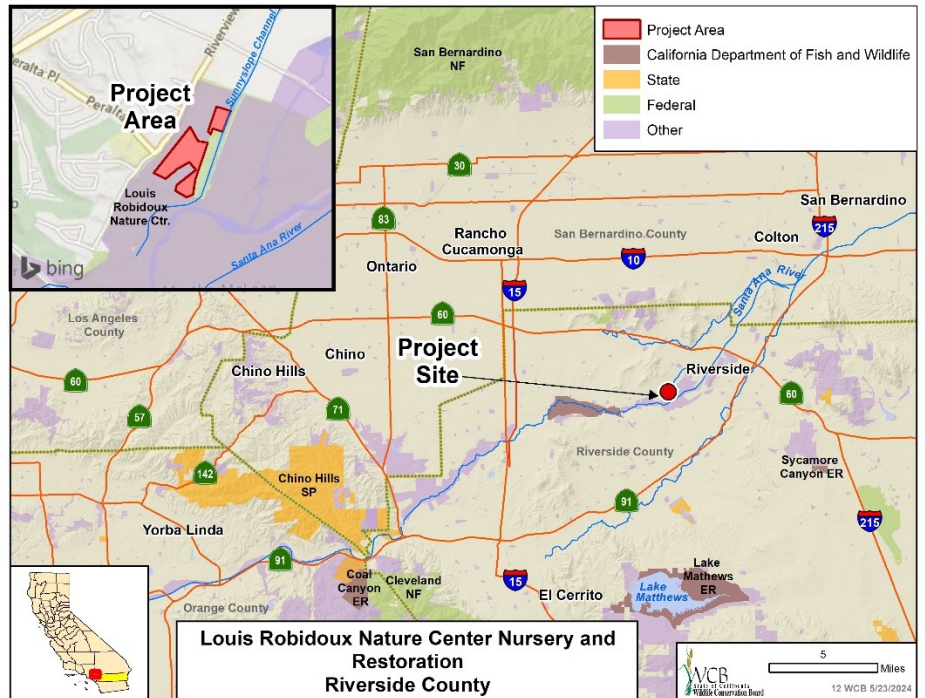 Project Area
California Department of Fish and Wildlife
State
Federal
Other
Riverview
Peralta Pl
Peralta
Sunnyslope Channel
Project
Area
Louis
Robidoux
Nature Ctr.
Santa Ana River
bing
San Bernardino
NF
30
83
Rancho
Cucamonga
San Bernardino County
San Bernardino
Colton
215
10
Ontario
15
Santa Ana River
Los Angeles
County
60
Chino
Project
Site
Chino Hills
Riverside
60
57
71
60
Riverside County
Sycamore
Canyon ER
142
Chino Hills
SP
91
215
Yorba Linda
91
Coal
Canyon
ER
Cleveland
NF
15
El Cerrito
Lake
Matthews
Lake
Mathews
ER
Orange County
Louis Robidoux Nature Center Nursery and
Restoration
Riverside County
WCB
State of California
Wildlife Conservation Board
5
Miles
12 WCB 5/23/2024